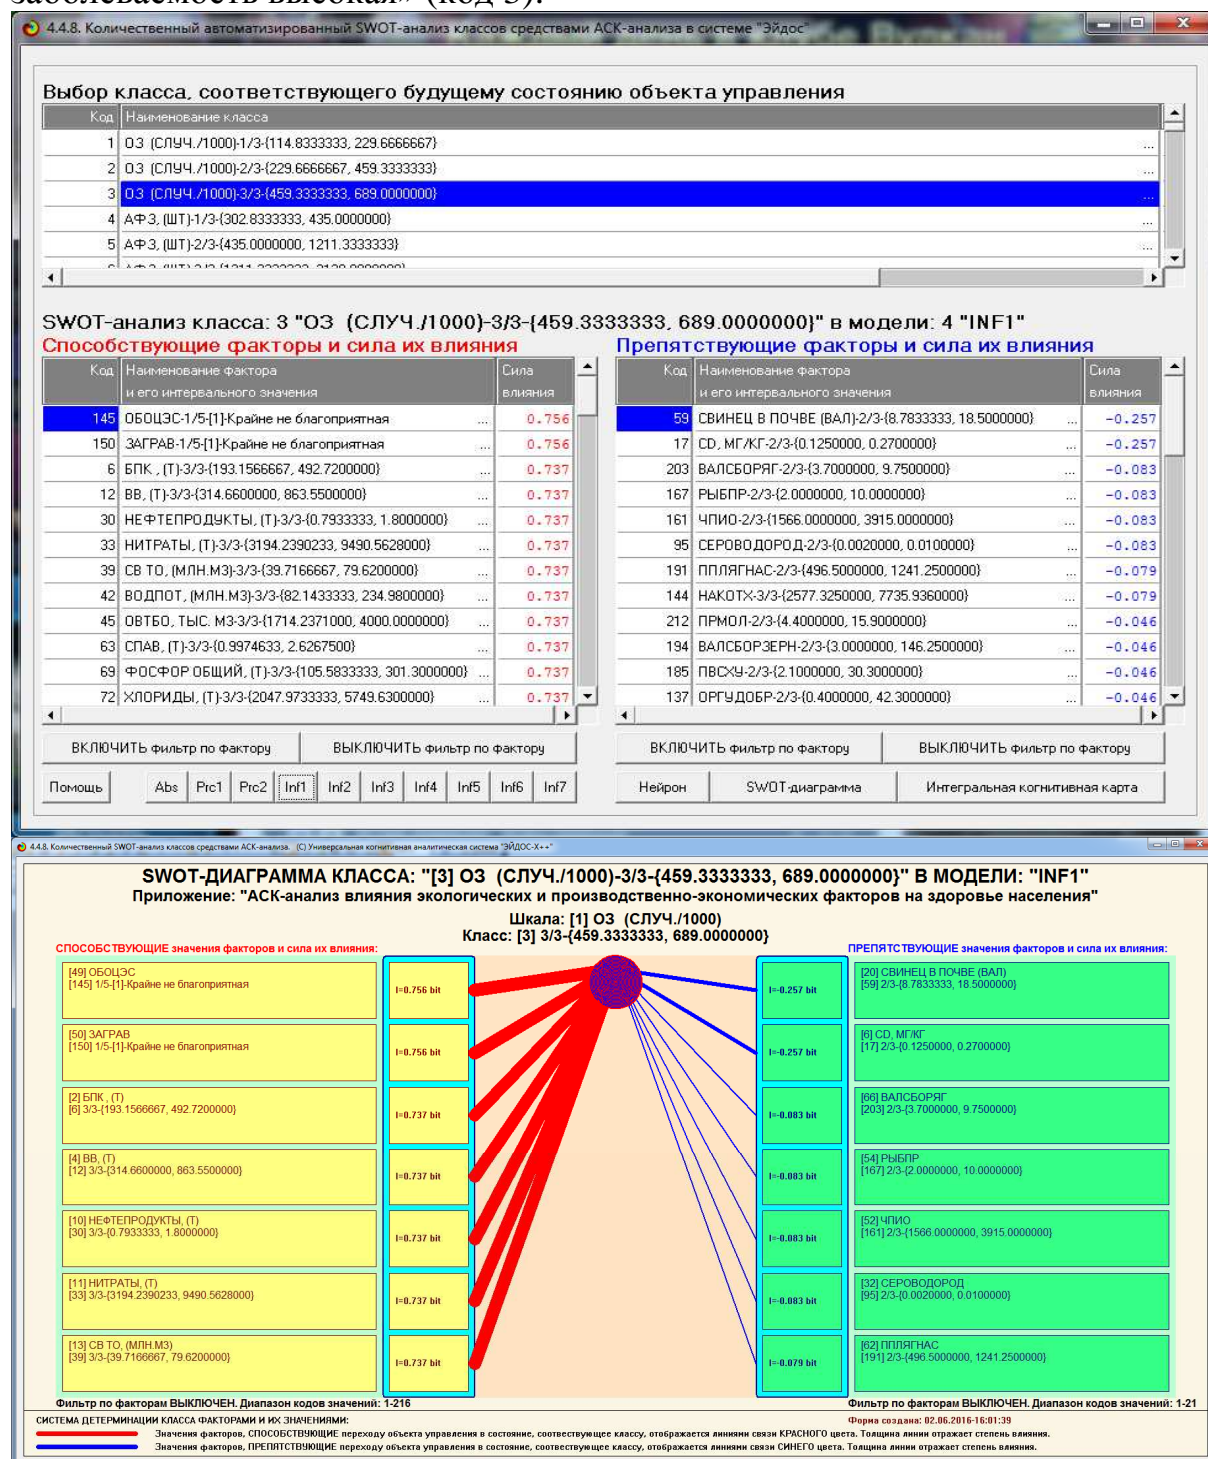 заболеваемость высокая» (код 3).
4.4.8. Количественный автоматизированный SWOT-анализ классов средствами АСК-анализа в системе "Эйдос"
Выбор класса, соответствующего будущему состоянию объекта управления
Код Наименование класса
1 ОЗ (СЛУЧ./1000)-1/3-{114.8333333, 229.6666667} ...
2 ОЗ (СЛУЧ./1000)-2/3-{229.6666667, 459.3333333} ...
3 ОЗ (СЛУЧ./1000)-3/3-{459.3333333, 689.0000000} ...
4 АФЗ, (ШТ)-1/3-{302.8333333, 435.0000000} ...
5 АФЗ, (ШТ)-2/3-{435.0000000, 1211.3333333} ...
SWOT-анализ класса: 3 "ОЗ (СЛУЧ./1000)-3/3-{459.3333333, 689.0000000}" в модели: 4 "INF1"
Способствующие факторы и сила их влияния
Код Наименование фактора и его интервального значения Сила влияния
145 ОБОЦЭС-1/5-[1]-Крайне не благоприятная ... 0.756
150 ЗАГРАВ-1/5-[1]-Крайне не благоприятная ... 0.756
6 БПК , (Т)-3/3-{193.1566667, 492.7200000} ... 0.737
12 ВВ, (Т)-3/3-{314.6600000, 863.5500000} ... 0.737
30 НЕФТЕПРОДУКТЫ, (Т)-3/3-{0.7933333, 1.8000000} ... 0.737
33 НИТРАТЫ, (Т)-3/3-{3194.2390233, 9490.5628000} ... 0.737
39 СВ ТО, (МЛН.М3)-3/3-{39.7166667, 79.6200000} ... 0.737
42 ВОДПОТ, (МЛН.М3)-3/3-{82.1433333, 234.9800000} ... 0.737
45 ОВТБО, ТЫС. М3-3/3-{1714.2371000, 4000.0000000} ... 0.737
63 СПАВ, (Т)-3/3-{0.9974633, 2.6267500} ... 0.737
69 ФОСФОР ОБЩИЙ, (Т)-3/3-{105.5833333, 301.3000000} ... 0.737
72 ХЛОРИДЫ, (Т)-3/3-{2047.9733333, 5749.6300000} ... 0.737
ВКЛЮЧИТЬ фильтр по фактору ВЫКЛЮЧИТЬ фильтр по фактору
Препятствующие факторы и сила их влияния
Код Наименование фактора и его интервального значения Сила влияния
59 СВИНЕЦ В ПОЧВЕ (ВАЛ)-2/3-{8.7833333, 18.5000000} ... -0.257
17 CD, МГ/КГ-2/3-{0.1250000, 0.2700000} ... -0.257
203 ВАЛСБОРЯГ-2/3-{3.7000000, 9.7500000} ... -0.083
167 РЫБПР-2/3-{2.0000000, 10.0000000} ... -0.083
161 ЧПИО-2/3-{1566.0000000, 3915.0000000} ... -0.083
95 СЕРОВОДОРОД-2/3-{0.0020000, 0.0100000} ... -0.083
191 ППЛЯГНАС-2/3-{496.5000000, 1241.2500000} ... -0.079
144 НАКОТХ-3/3-{2577.3250000, 7735.9360000} ... -0.079
212 ПРМОЛ-2/3-{4.4000000, 15.9000000} ... -0.046
194 ВАЛСБОРЗЕРН-2/3-{3.0000000, 146.2500000} ... -0.046
185 ПВСХУ-2/3-{2.1000000, 30.3000000} ... -0.046
137 ОРГУДОБР-2/3-{0.4000000, 42.3000000} ... -0.046
ВКЛЮЧИТЬ фильтр по фактору ВЫКЛЮЧИТЬ фильтр по фактору
Помощь Abs Prc1 Prc2 Inf1 Inf2 Inf3 Inf4 Inf5 Inf6 Inf7 Нейрон SWOT-диаграмма Интегральная когнитивная карта
4.4.8. Количественный SWOT-анализ классов средствами АСК-анализа. (С) Универсальная когнитивная аналитическая система "ЭЙДОС-X++"
SWOT-ДИАГРАММА КЛАССА: "[3] ОЗ (СЛУЧ./1000)-3/3-{459.3333333, 689.0000000}" В МОДЕЛИ: "INF1"
Приложение: "АСК-анализ влияния экологических и производственно-экономических факторов на здоровье населения"
Шкала: [1] ОЗ (СЛУЧ./1000)
Класс: [3] 3/3-{459.3333333, 689.0000000}
СПОСОБСТВУЮЩИЕ значения факторов и сила их влияния:
[49] ОБОЦЭС
[145] 1/5-[1]-Крайне не благоприятная
I=0.756 bit
[50] ЗАГРАВ
[150] 1/5-[1]-Крайне не благоприятная
I=0.756 bit
[2] БПК , (Т)
[6] 3/3-{193.1566667, 492.7200000}
I=0.737 bit
[4] ВВ, (Т)
[12] 3/3-{314.6600000, 863.5500000}
I=0.737 bit
[10] НЕФТЕПРОДУКТЫ, (Т)
[30] 3/3-{0.7933333, 1.8000000}
I=0.737 bit
[11] НИТРАТЫ, (Т)
[33] 3/3-{3194.2390233, 9490.5628000}
I=0.737 bit
[13] СВ ТО, (МЛН.М3)
[39] 3/3-{39.7166667, 79.6200000}
I=0.737 bit
Фильтр по факторам ВЫКЛЮЧЕН. Диапазон кодов значений: 1-216
ПРЕПЯТСТВУЮЩИЕ значения факторов и сила их влияния:
I=-0.257 bit
[20] СВИНЕЦ В ПОЧВЕ (ВАЛ)
[59] 2/3-{8.7833333, 18.5000000}
I=-0.257 bit
[6] CD, МГ/КГ
[17] 2/3-{0.1250000, 0.2700000}
I=-0.083 bit
[66] ВАЛСБОРЯГ
[203] 2/3-{3.7000000, 9.7500000}
I=-0.083 bit
[54] РЫБПР
[167] 2/3-{2.0000000, 10.0000000}
I=-0.083 bit
[52] ЧПИО
[161] 2/3-{1566.0000000, 3915.0000000}
I=-0.083 bit
[32] СЕРОВОДОРОД
[95] 2/3-{0.0020000, 0.0100000}
I=-0.079 bit
[62] ППЛЯГНАС
[191] 2/3-{496.5000000, 1241.2500000}
Фильтр по факторам ВЫКЛЮЧЕН. Диапазон кодов значений: 1-21
СИСТЕМА ДЕТЕРМИНАЦИИ КЛАССА ФАКТОРАМИ И ИХ ЗНАЧЕНИЯМИ:
Форма создана: 02.06.2016-16:01:39
Значения факторов, СПОСОБСТВУЮЩИЕ переходу объекта управления в состояние, соотвествующее классу, отображается линиями связи КРАСНОГО цвета. Толщина линии отражает степень влияния.
Значения факторов, ПРЕПЯТСТВУЮЩИЕ переходу объекта управления в состояние, соотвествующее классу, отображается линиями связи СИНЕГО цвета. Толщина линии отражает степень влияния.